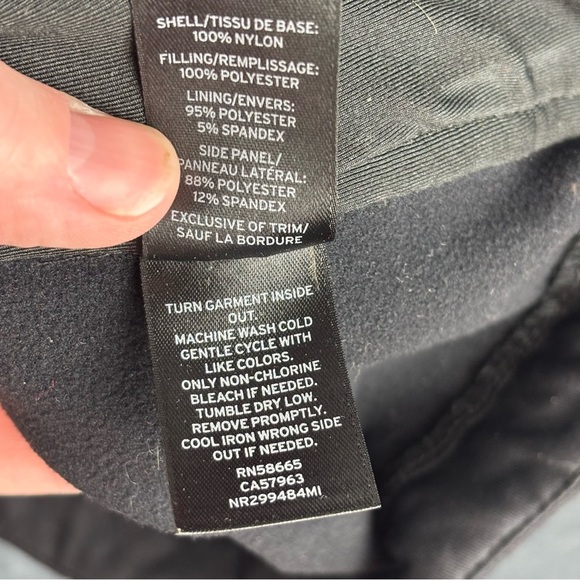 SHELL/TISSU DE BASE:
100% NYLON
FILLING/REMPLISSAGE:
100% POLYESTER
LINING/ENVERS:
95% POLYESTER
5% SPANDEX
SIDE PANEL/
PANNEAU LATÉRAL:
88% POLYESTER
12% SPANDEX
EXCLUSIVE OF TRIM/
SAUF LA BORDURE
TURN GARMENT INSIDE
OUT.
MACHINE WASH COLD
GENTLE CYCLE WITH
LIKE COLORS.
ONLY NON-CHLORINE
BLEACH IF NEEDED.
TUMBLE DRY LOW.
REMOVE PROMPTLY.
COOL IRON WRONG SIDE
OUT IF NEEDED.
RN58665
CA57963
NR299484MI